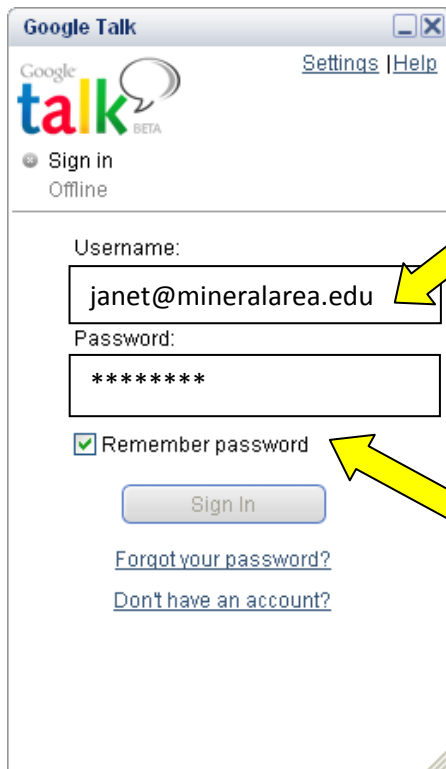 Google Talk
Settings | Help
Google
talk
BETA
Sign in
Offline
Username:
janet@mineralarea.edu
Password:
********
Remember password
Sign In
Forgot your password?
Don't have an account?